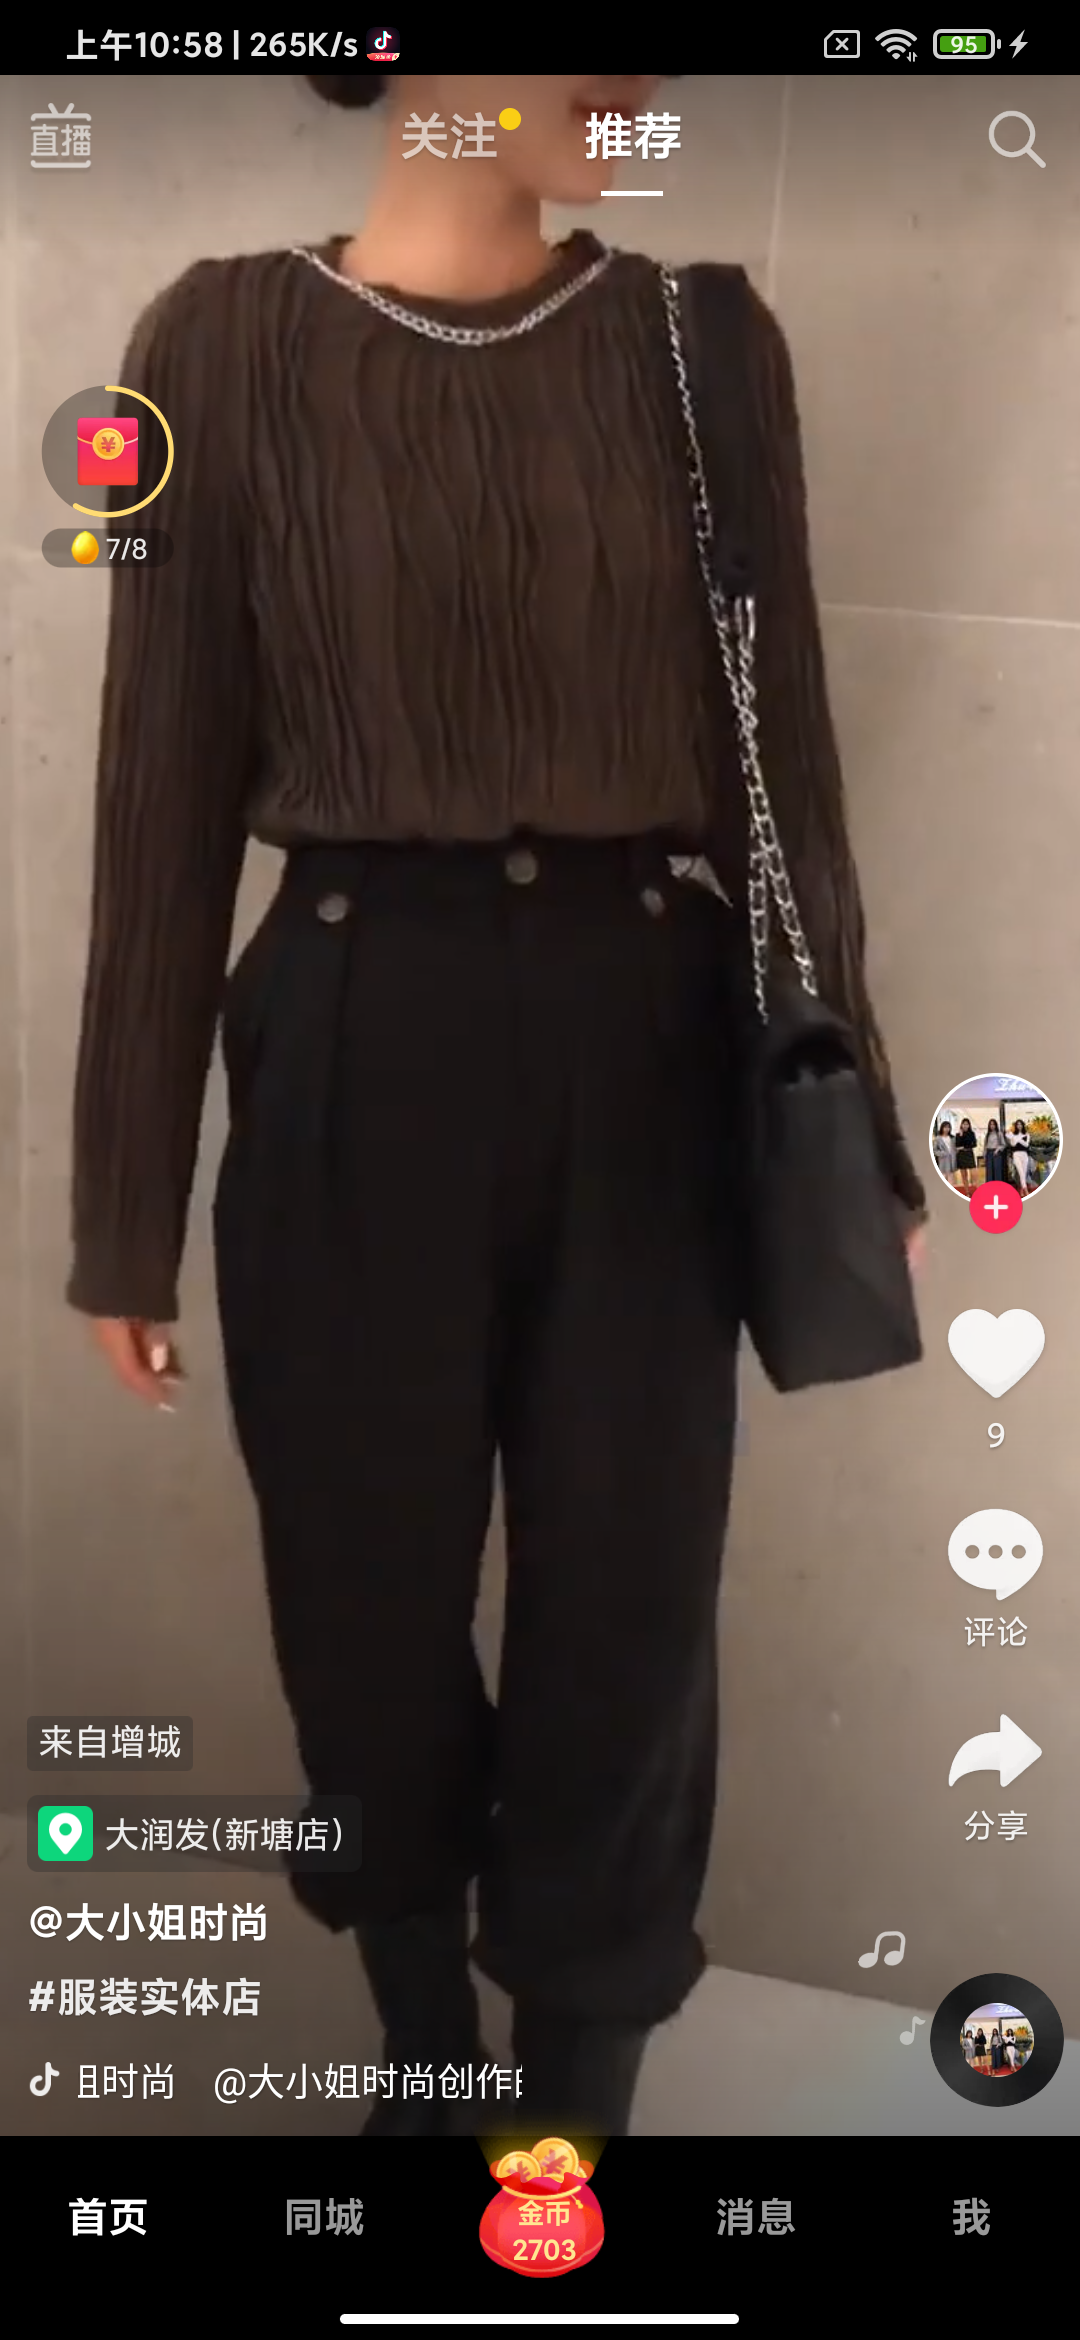 上午10:58 | 265K/s
95
直播
关注
推荐
7/8
9
评论
来自增城
分享
大润发(新塘店)
@大小姐时尚
#服装实体店
且时尚 @大小姐时尚创作
首页
同城
金币
2703
消息
我